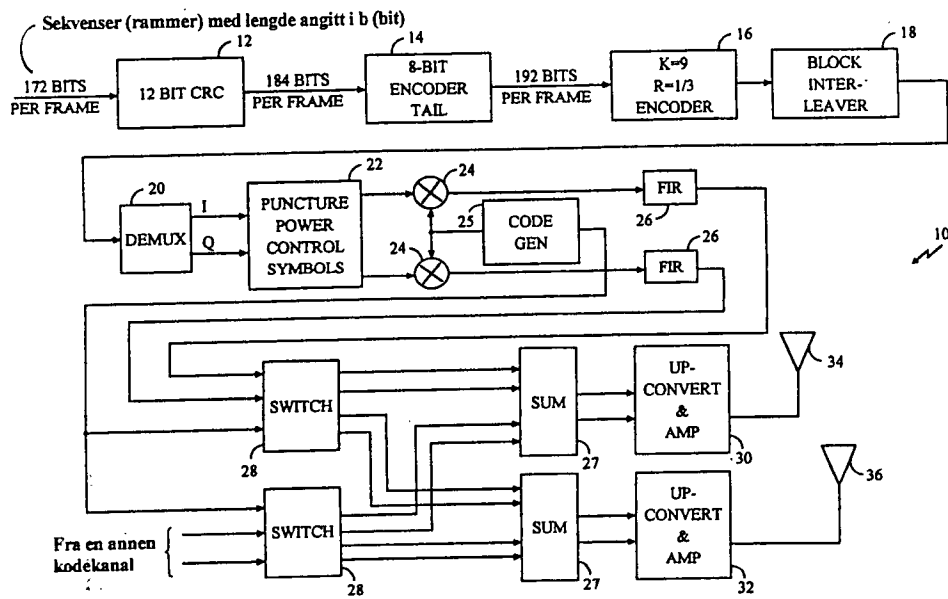 Sekvenser (rammer) med lengde angitt i b (bit)
172 BITS
PER FRAME
12
12 BIT CRC
184 BITS
PER FRAME
14
8-BIT
ENCODER
TAIL
192 BITS
PER FRAME
16
K=9
R=1/3
ENCODER
18
BLOCK
INTER-
LEAVER
20
DEMUX
I
Q
22
PUNCTURE
POWER
CONTROL
SYMBOLS
24
24
25
CODE
GEN
FIR
26
26
FIR
10
SWITCH
28
SUM
27
UP-
CONVERT
&
AMP
30
34
Fra en annen
kodekanal
SWITCH
28
SUM
27
UP-
CONVERT
&
AMP
32
36